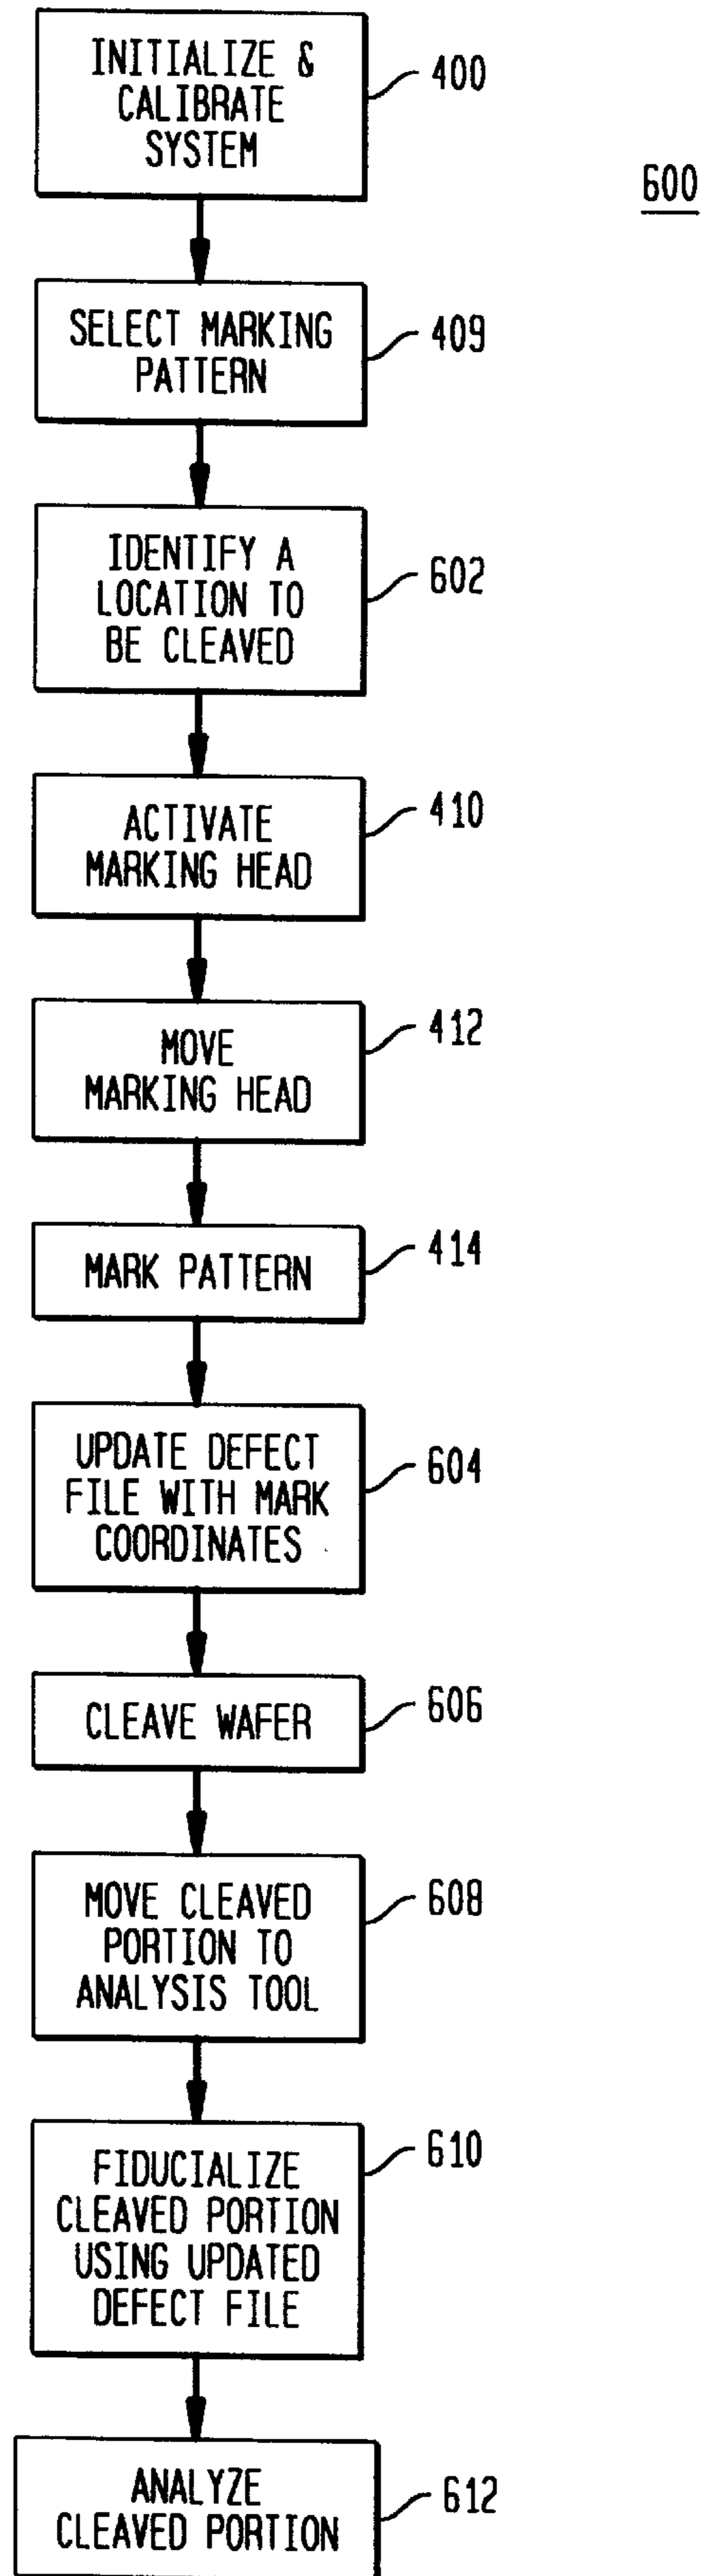 INITIALIZE &
CALIBRATE
SYSTEM
400
600
SELECT MARKING
PATTERN
409
IDENTIFY A
LOCATION TO
BE CLEAVED
602
ACTIVATE
MARKING HEAD
410
MOVE
MARKING HEAD
412
MARK PATTERN
414
UPDATE DEFECT
FILE WITH MARK
COORDINATES
604
CLEAVE WAFER
606
MOVE CLEAVED
PORTION TO
ANALYSIS TOOL
608
FIDUCIALIZE
CLEAVED PORTION
USING UPDATED
DEFECT FILE
610
ANALYZE
CLEAVED PORTION
612